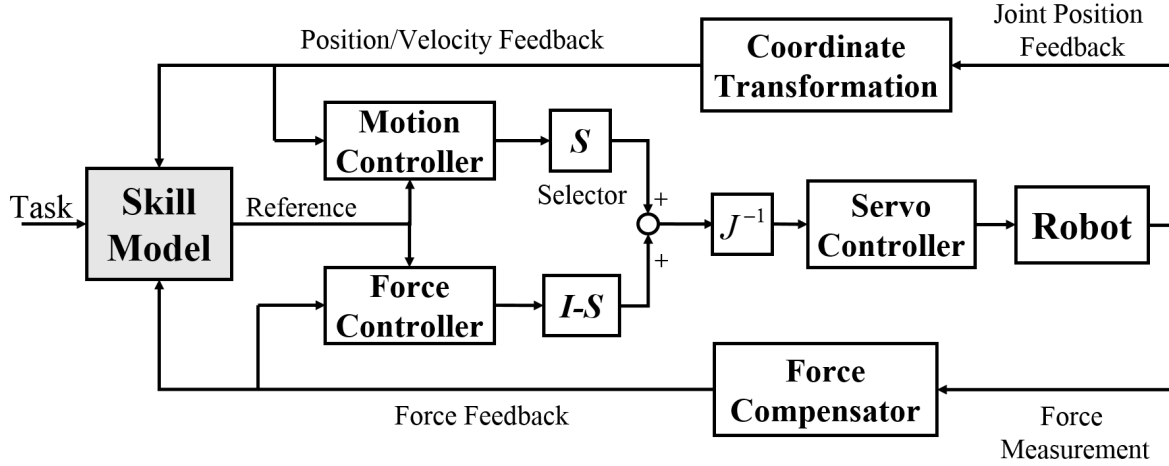 Joint Position
Feedback
Position/Velocity Feedback
Coordinate
Transformation
Motion
Controller
S
Selector
+
Task
Skill
Model
Reference
J⁻¹
Servo
Controller
Robot
+
Force
Controller
I-S
Force
Compensator
Force Feedback
Force
Measurement